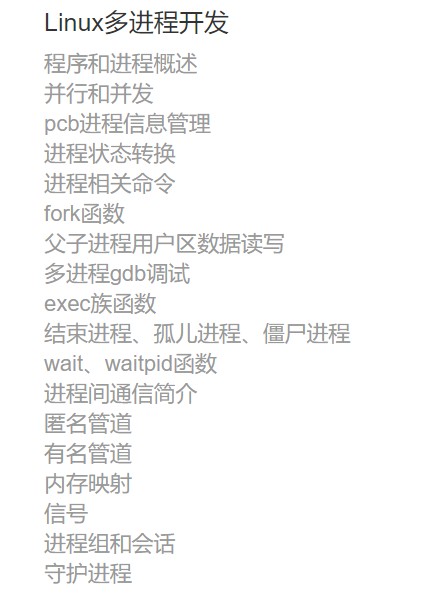 Linux多进程开发
程序和进程概述
并行和并发
pcb进程信息管理
进程状态转换
进程相关命令
fork函数
父子进程用户区数据读写
多进程gdb调试
exec族函数
结束进程、孤儿进程、僵尸进程
wait、waitpid函数
进程间通信简介
匿名管道
有名管道
内存映射
信号
进程组和会话
守护进程